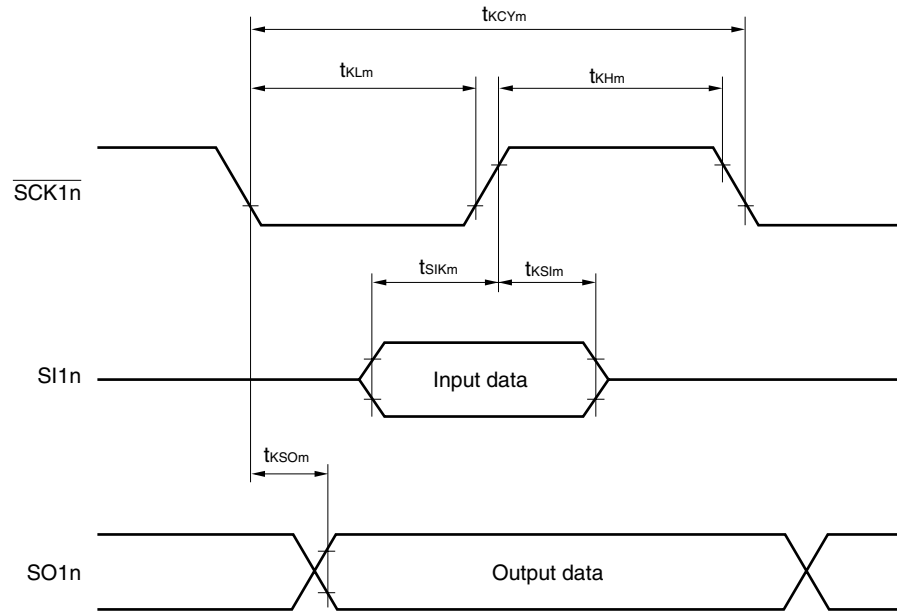 tKCYm
tKLm
tKHm
SCK1n
tSIKm
tKSIm
SI1n
Input data
tKSOm
SO1n
Output data